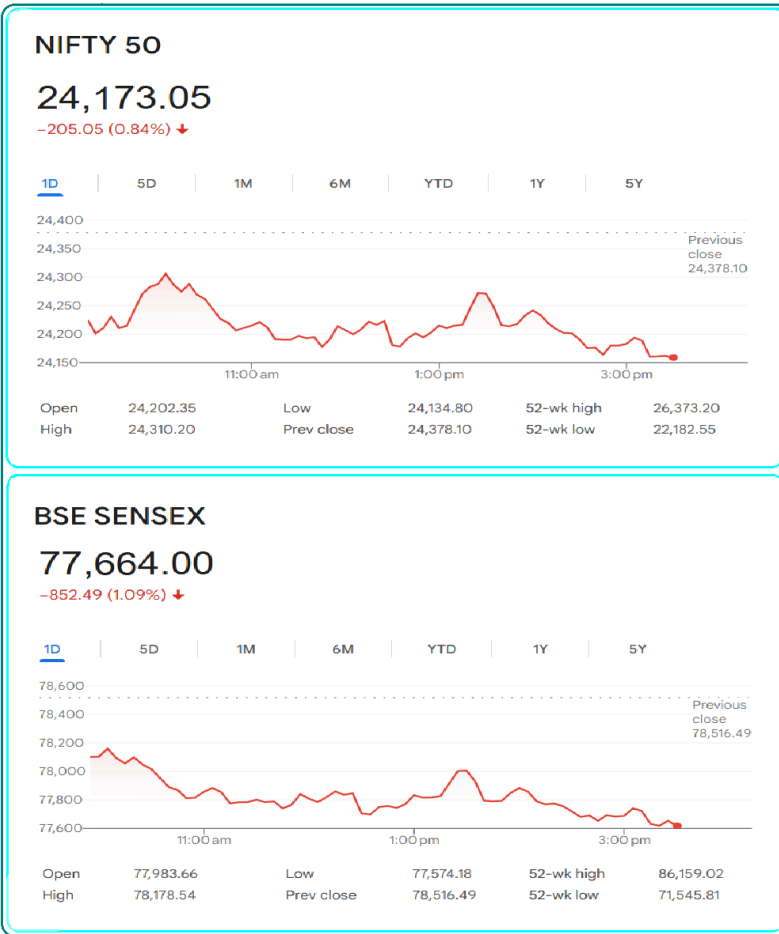 NIFTY 50
24,173.05
-205.05 (0.84%) ↓
1D 5D 1M 6M YTD 1Y 5Y
24,400
Previous
close
24,378.10
24,350
24,300
24,250
24,200
24,150
11:00 am 1:00 pm 3:00 pm
Open 24,202.35 Low 24,134.80 52-wk high 26,373.20
High 24,310.20 Prev close 24,378.10 52-wk low 22,182.55
BSE SENSEX
77,664.00
-852.49 (1.09%) ↓
1D 5D 1M 6M YTD 1Y 5Y
78,600
Previous
close
78,516.49
78,400
78,200
78,000
77,800
77,600
11:00 am 1:00 pm 3:00 pm
Open 77,983.66 Low 77,574.18 52-wk high 86,159.02
High 78,178.54 Prev close 78,516.49 52-wk low 71,545.81